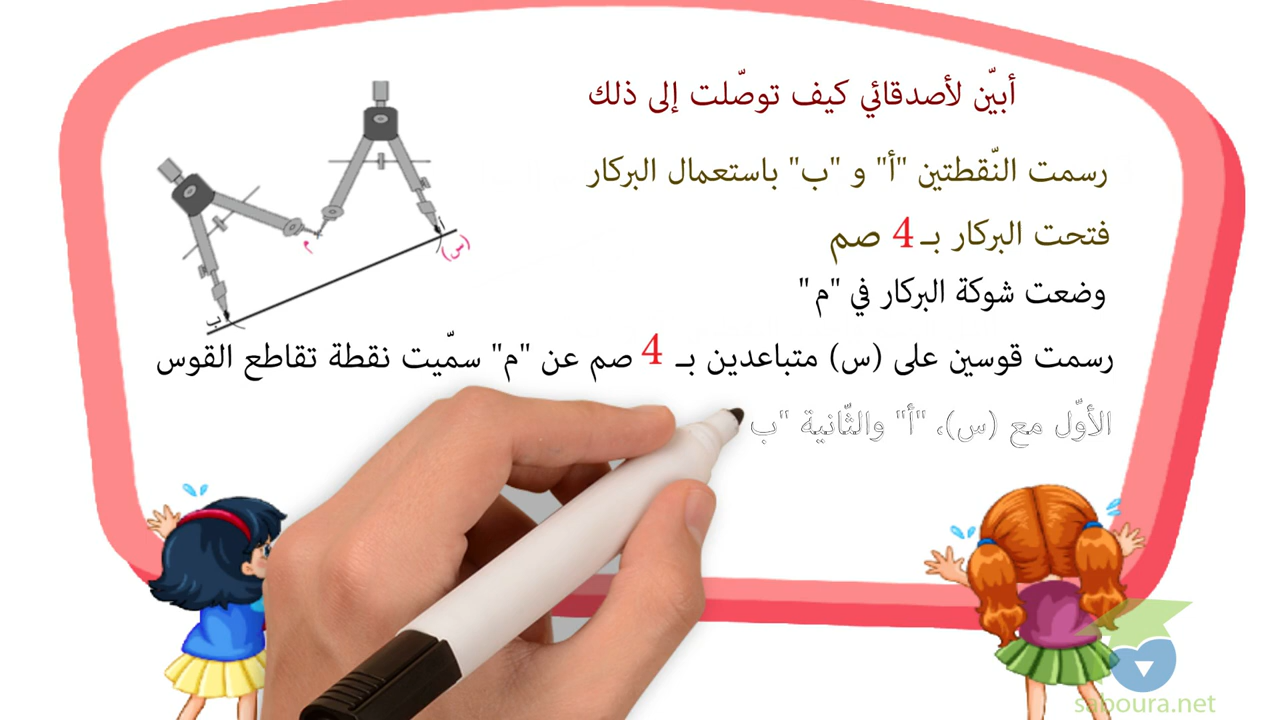 أبيّن لأصدقائي كيف توصّلت إلى ذلك
رسمت النّقطتين "أ" و "ب" باستعمال البركار
فتحت البركار بـ 4 صم
وضعت شوكة البركار في "م"
رسمت قوسين على (س) متباعدين بـ 4 صم عن "م" سمّيت نقطة تقاطع القوس
الأوّل مع (س)، "أ" والثّانية "ب
أ
م
(س)
ب
saboura.net